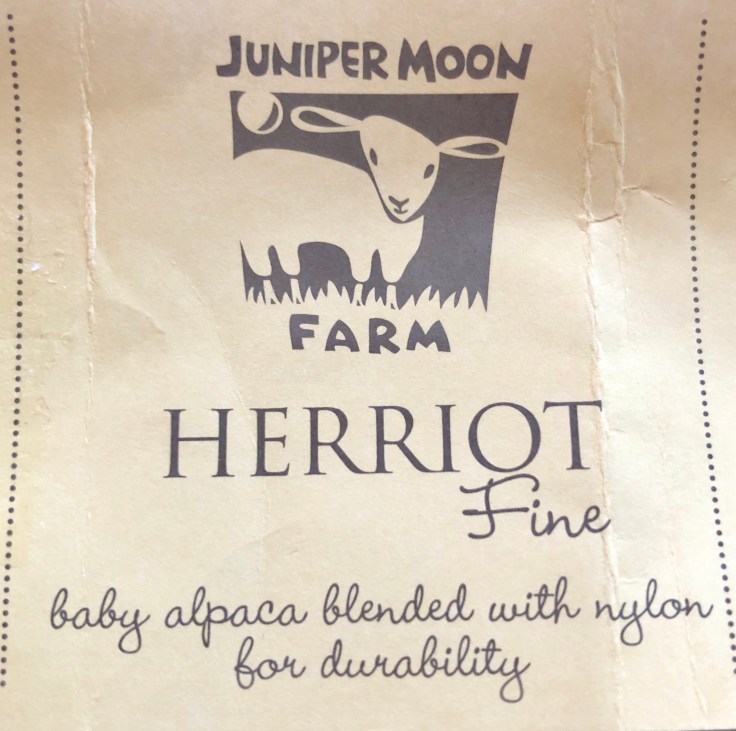 JUNIPER MOON
FARM
HERRIOT
Fine
baby alpaca blended with nylon
for durability